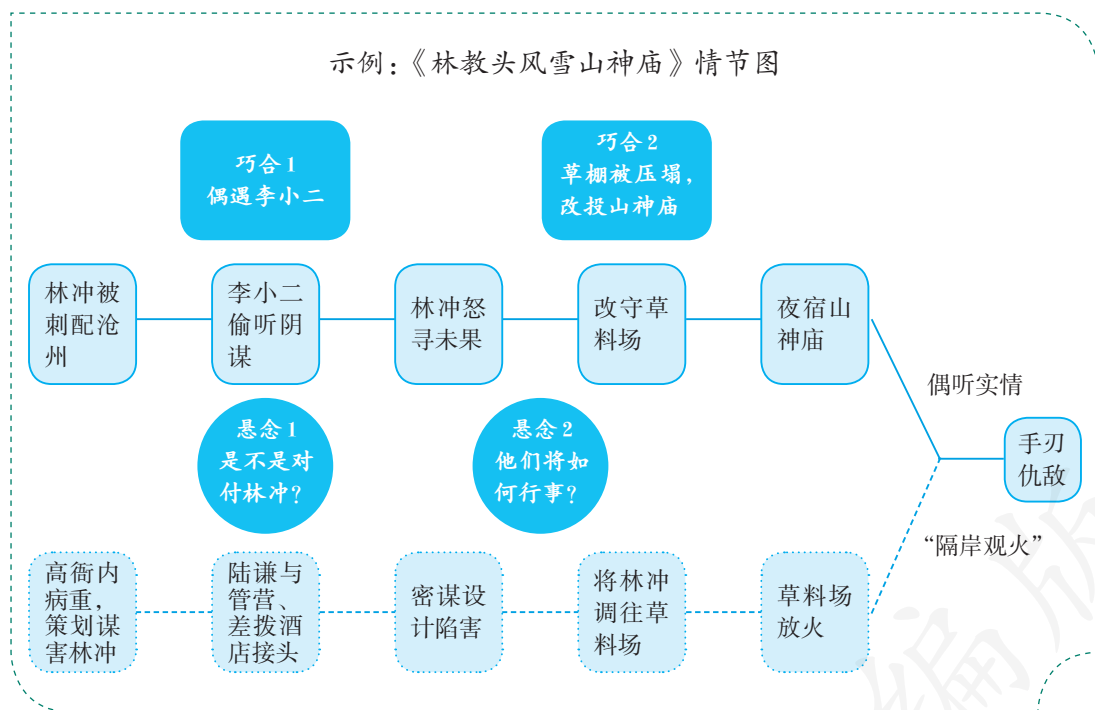 示例：《林教头风雪山神庙》情节图
巧合 1
偶遇李小二
巧合 2
草棚被压塌，
改投山神庙
林冲被
刺配沧
州
李小二
偷听阴
谋
林冲怒
寻未果
改守草
料场
夜宿山
神庙
偶听实情
手刃
仇敌
悬念 1
是不是对
付林冲？
悬念 2
他们将如
何行事？
“隔岸观火”
高衙内
病重，
策划谋
害林冲
陆谦与
管营、
差拨酒
店接头
密谋设
计陷害
将林冲
调往草
料场
草料场
放火
编版